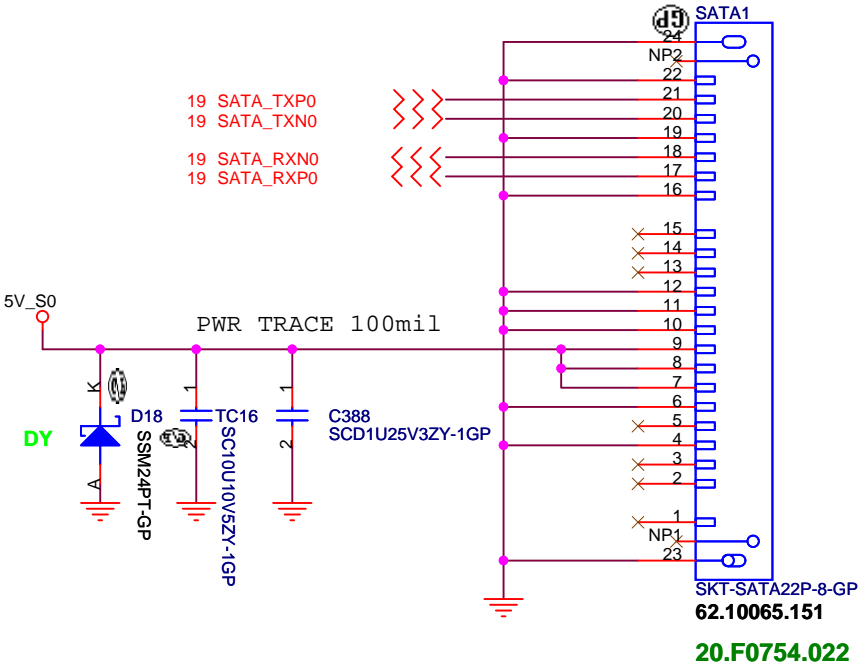 GP SATA1
24
NP2
22
19 SATA_TXP0 21
19 SATA_TXN0 20
19
19 SATA_RXN0 18
19 SATA_RXP0 17
16
15
14
13
12
11
10
5V_S0
PWR TRACE 100mil
9
8
7
6
5
4
3
2
1
NP1
23
K
1
1
DY
D18
SSM24PT-GP
TC16
SC10U10V5ZY-1GP
C388
SCD1U25V3ZY-1GP
A
2
2
SKT-SATA22P-8-GP
62.10065.151
20.F0754.022